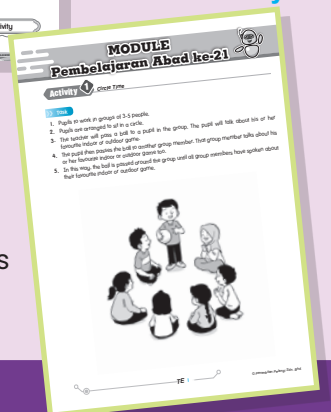 ivity
MODULE
Pembelajaran Abad ke-21
Activity 1 Circle Time
Task
1. Pupils to work in groups of 3-5 people.
2. Pupils are arranged to sit in a circle.
3. The teacher will pass a ball to a pupil in the group. The pupil will talk about his or her
favourite indoor or outdoor game.
4. The pupil then passes the ball to another group member. That group member talks about his
or her favourite indoor or outdoor game too.
5. In this way, the ball is passed around the group until all group members have spoken about
their favourite indoor or outdoor game.
s
TE 1